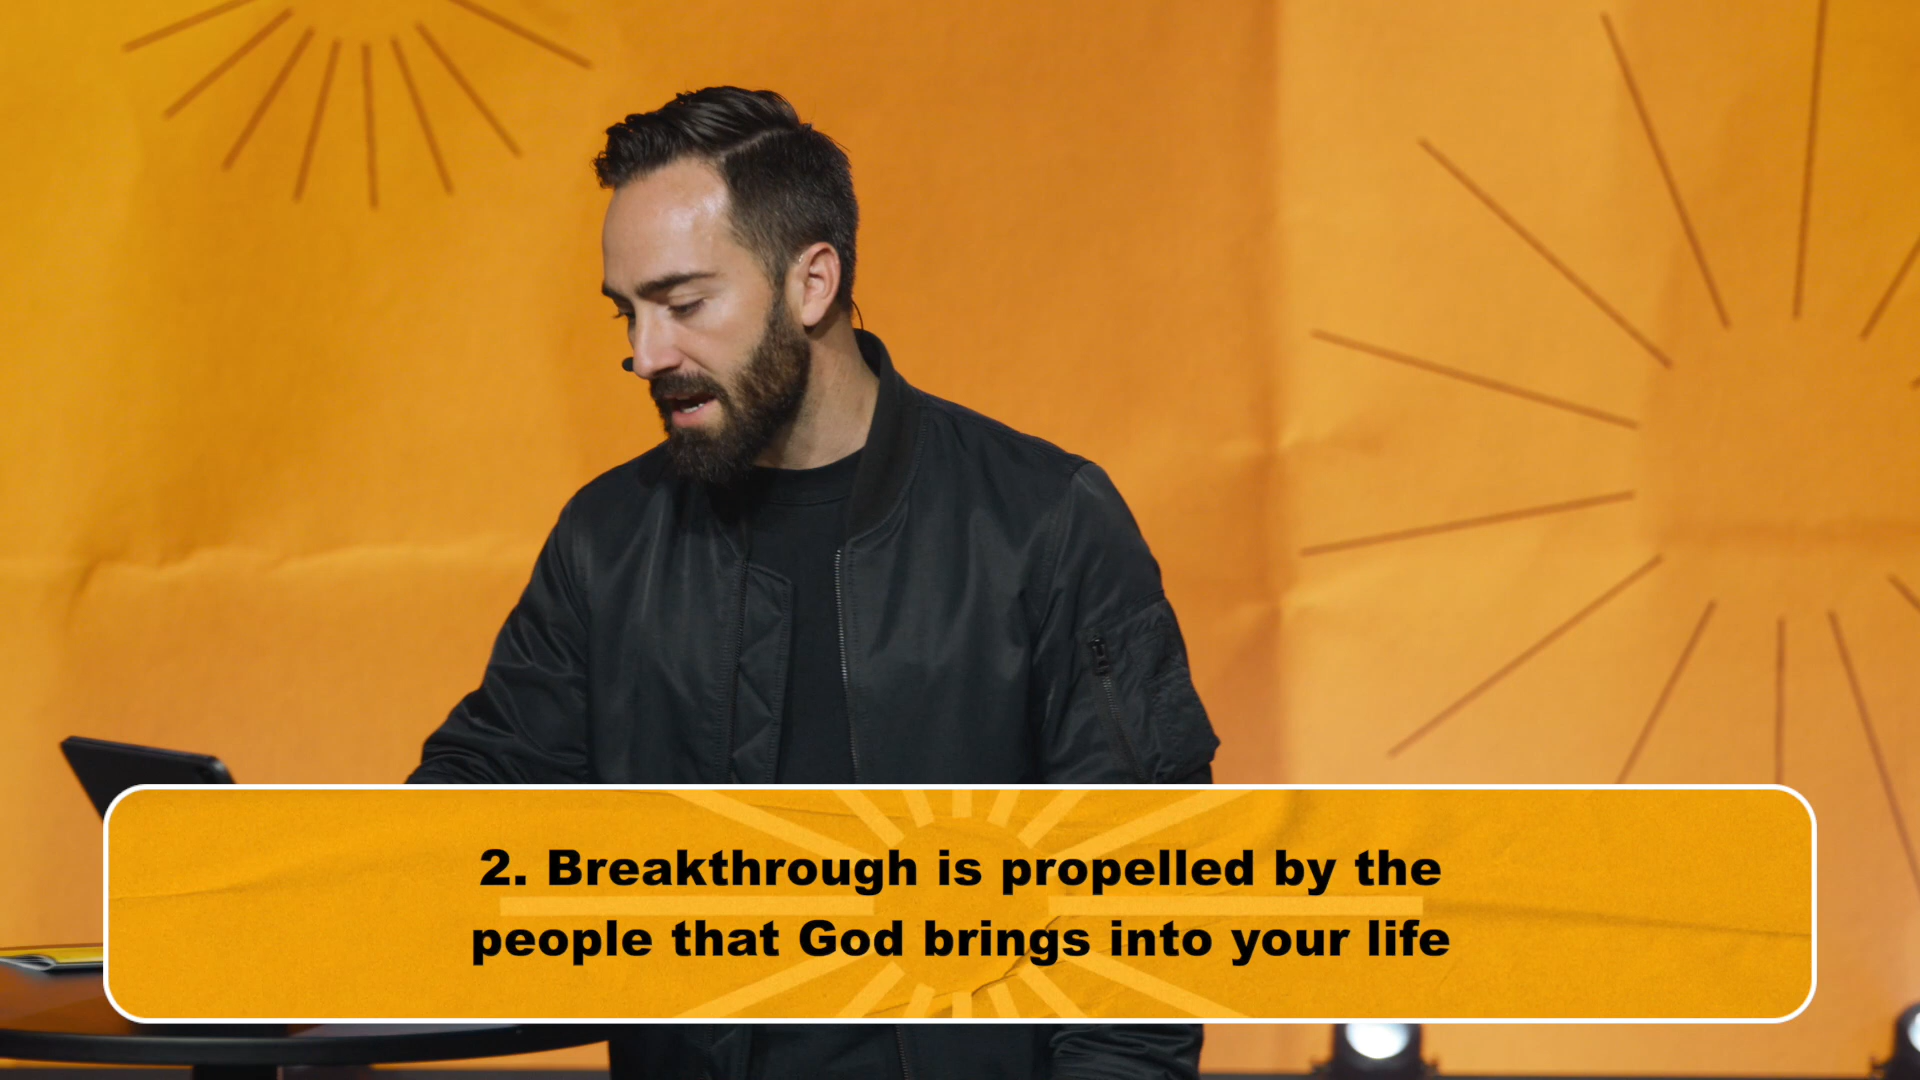 2. Breakthrough is propelled by the
people that God brings into your life